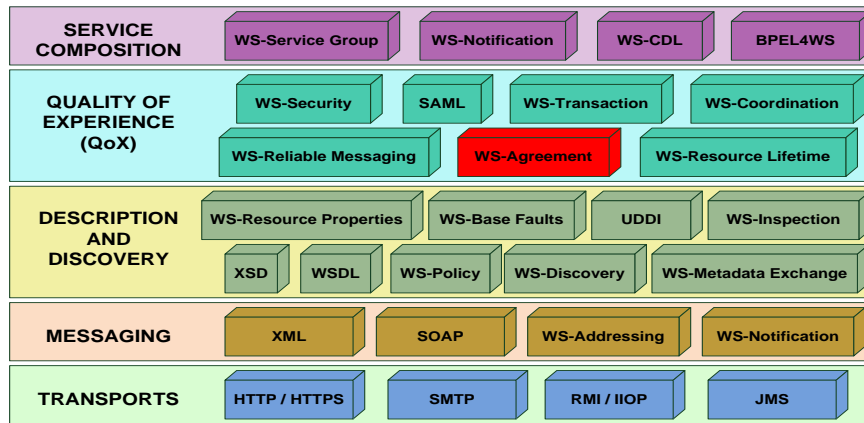 SERVICE
COMPOSITION
WS-Service Group
WS-Notification
WS-CDL
BPEL4WS
QUALITY OF
EXPERIENCE
(QoX)
WS-Security
SAML
WS-Transaction
WS-Coordination
WS-Reliable Messaging
WS-Agreement
WS-Resource Lifetime
DESCRIPTION
AND
DISCOVERY
WS-Resource Properties
WS-Base Faults
UDDI
WS-Inspection
XSD
WSDL
WS-Policy
WS-Discovery
WS-Metadata Exchange
MESSAGING
XML
SOAP
WS-Addressing
WS-Notification
TRANSPORTS
HTTP / HTTPS
SMTP
RMI / IIOP
JMS